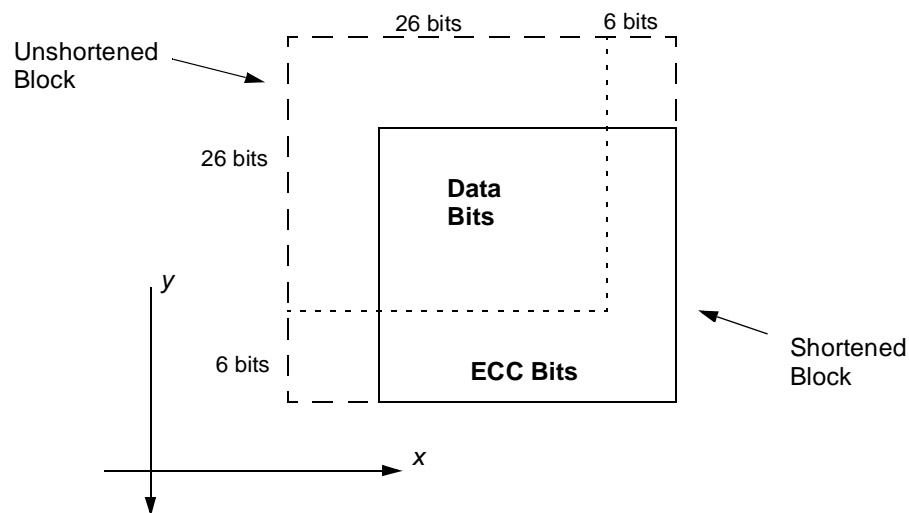 26 bits
6 bits
Unshortened
Block
26 bits
Data
Bits
y
Shortened
Block
6 bits
ECC Bits
x